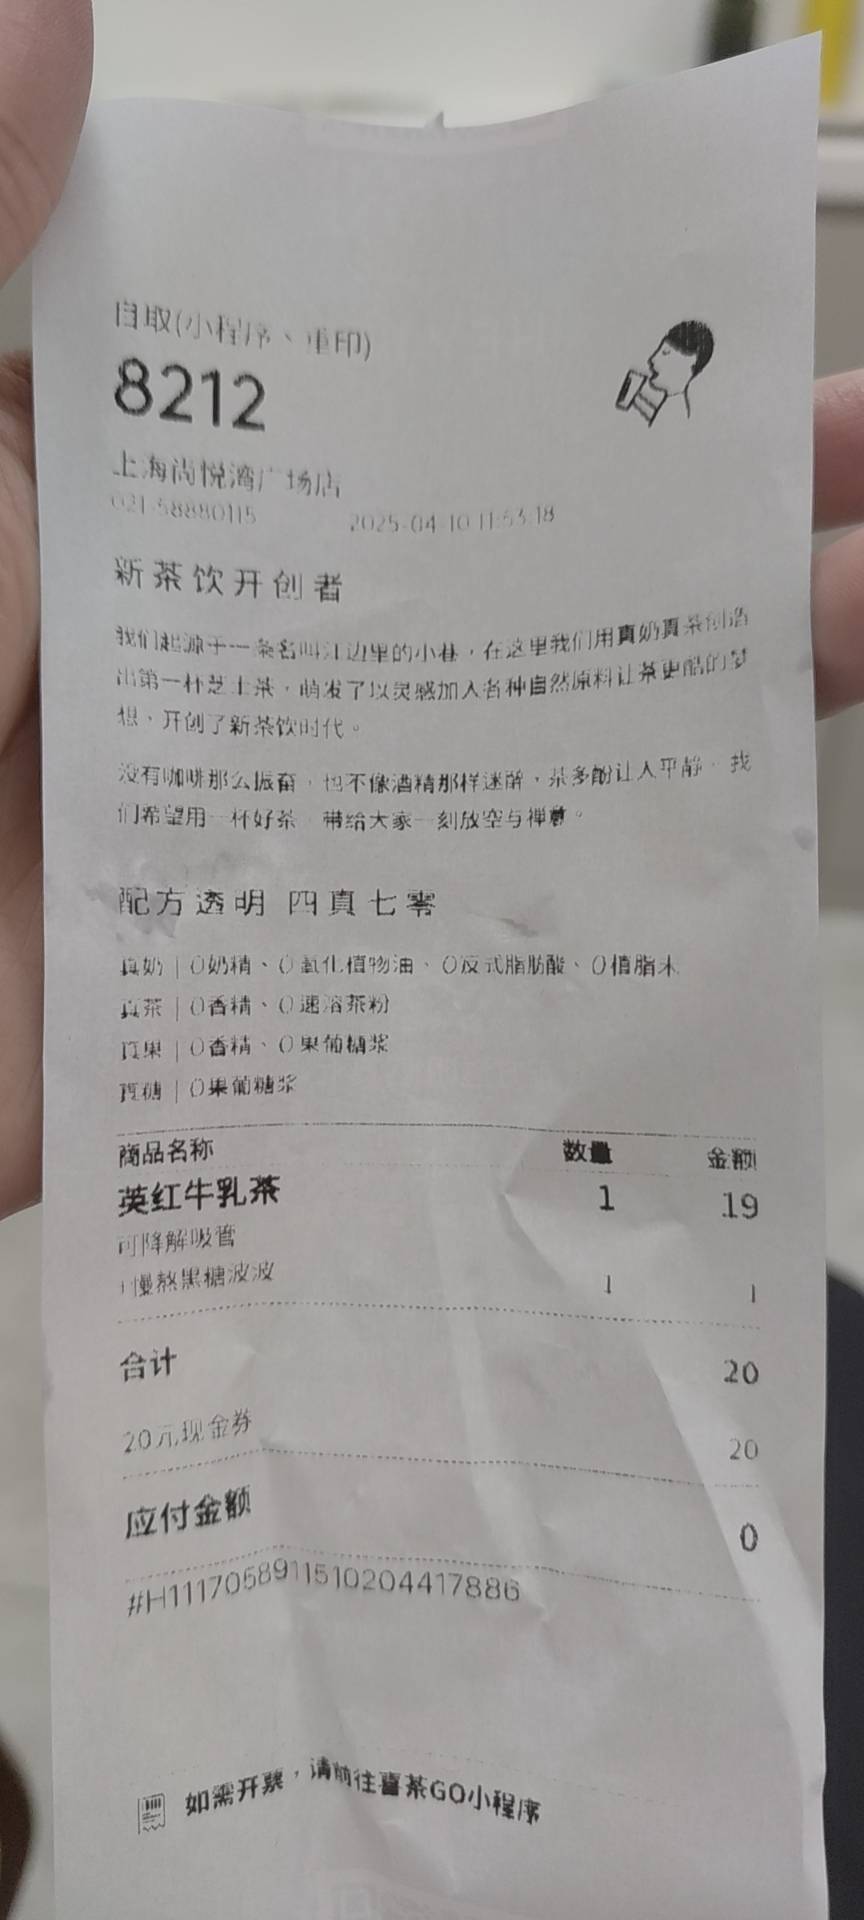 自取(小程序、重印)
8212
上海尚悦湾广场店
021-58880115 2025-04-10 11:53:18
新茶饮开创者
我们起源于一条名叫江边里的小巷，在这里我们用真奶真茶创造
出第一杯芝士茶，萌发了以灵感加入各种自然原料让茶更酷的梦
想，开创了新茶饮时代。
没有咖啡那么振奋，也不像酒精那样迷醉，茶多酚让人平静。我
们希望用一杯好茶，带给大家一刻放空与禅意。
配方透明 四真七零
真奶 | 0奶精、0氢化植物油、0反式脂肪酸、0植脂末
真茶 | 0香精、0速溶茶粉
真果 | 0香精、0果葡糖浆
真糖 | 0果葡糖浆
商品名称 数量 金额
英红牛乳茶 1 19
可降解吸管
+慢熬黑糖波波 1 1
合计 20
20元现金券 20
应付金额 0
#H11170589115102044178​86
如需开票，请前往喜茶GO小程序